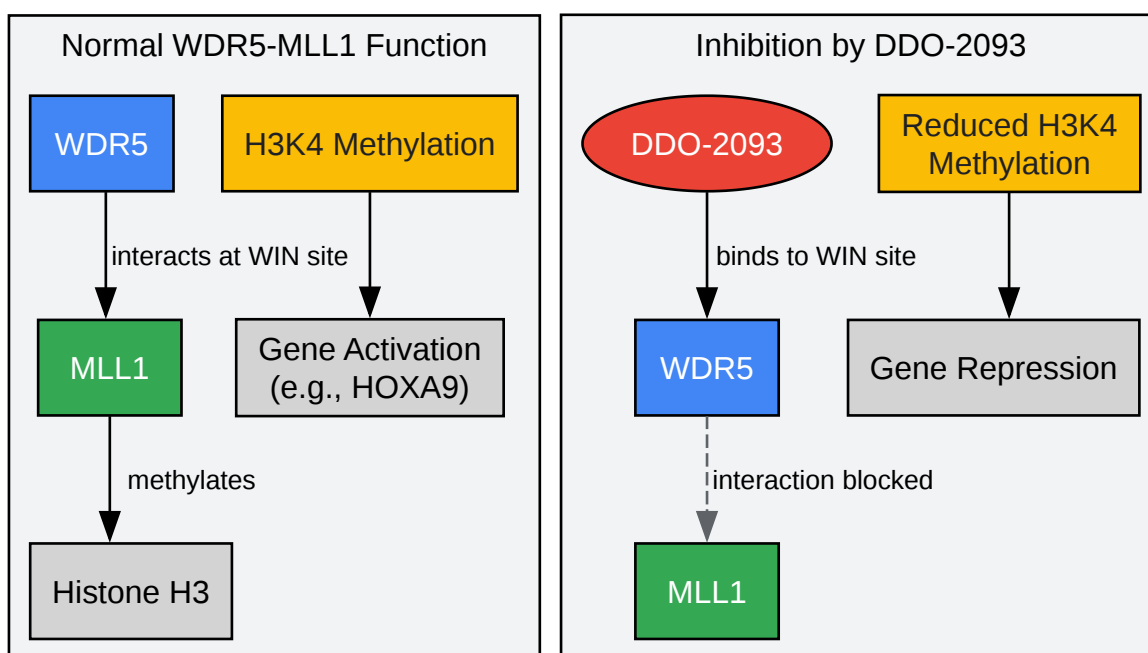 Normal WDR5-MLL1 Function
WDR5
H3K4 Methylation
interacts at WIN site
MLL1
Gene Activation
(e.g., HOXA9)
methylates
Histone H3
Inhibition by DDO-2093
DDO-2093
Reduced H3K4
Methylation
binds to WIN site
WDR5
Gene Repression
interaction blocked
MLL1